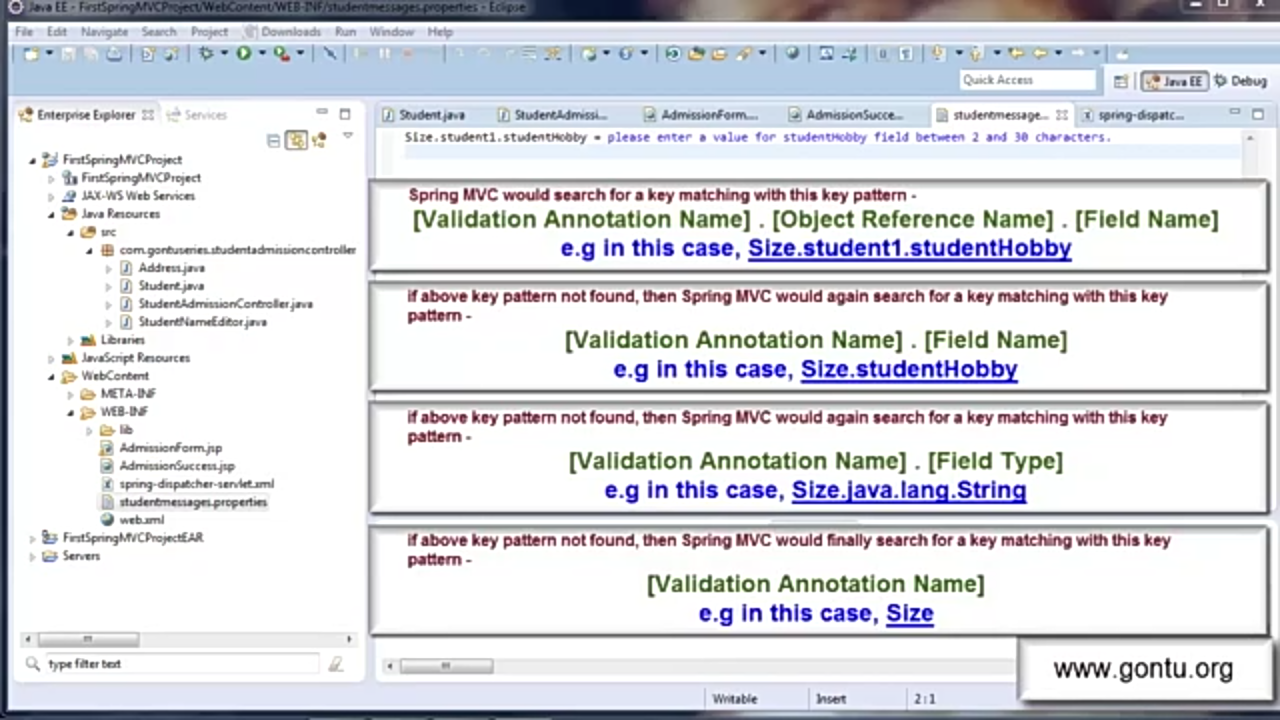 Java EE - FirstSpringMVCProject/WebContent/WEB-INF/studentmessages.properties - Eclipse
File Edit Navigate Search Project Downloads Run Window Help
Quick Access
Java EE
Debug
Enterprise Explorer
Services
Student.java
StudentAdmissi...
AdmissionForm....
AdmissionSucce...
studentmessage...
spring-dispatc...
FirstSpringMVCProject
FirstSpringMVCProject
JAX-WS Web Services
Java Resources
src
com.gontuseries.studentadmissioncontroller
Address.java
Student.java
StudentAdmissionController.java
StudentNameEditor.java
Libraries
JavaScript Resources
WebContent
META-INF
WEB-INF
lib
AdmissionForm.jsp
AdmissionSuccess.jsp
spring-dispatcher-servlet.xml
studentmessages.properties
web.xml
FirstSpringMVCProjectEAR
Servers
type filter text
Size.student1.studentHobby = please enter a value for studentHobby field between 2 and 30 characters.
Spring MVC would search for a key matching with this key pattern -
[Validation Annotation Name] . [Object Reference Name] . [Field Name]
e.g in this case, Size.student1.studentHobby
if above key pattern not found, then Spring MVC would again search for a key matching with this key
pattern -
[Validation Annotation Name] . [Field Name]
e.g in this case, Size.studentHobby
if above key pattern not found, then Spring MVC would again search for a key matching with this key
pattern -
[Validation Annotation Name] . [Field Type]
e.g in this case, Size.java.lang.String
if above key pattern not found, then Spring MVC would finally search for a key matching with this key
pattern -
[Validation Annotation Name]
e.g in this case, Size
www.gontu.org
Writable
Insert
2:1